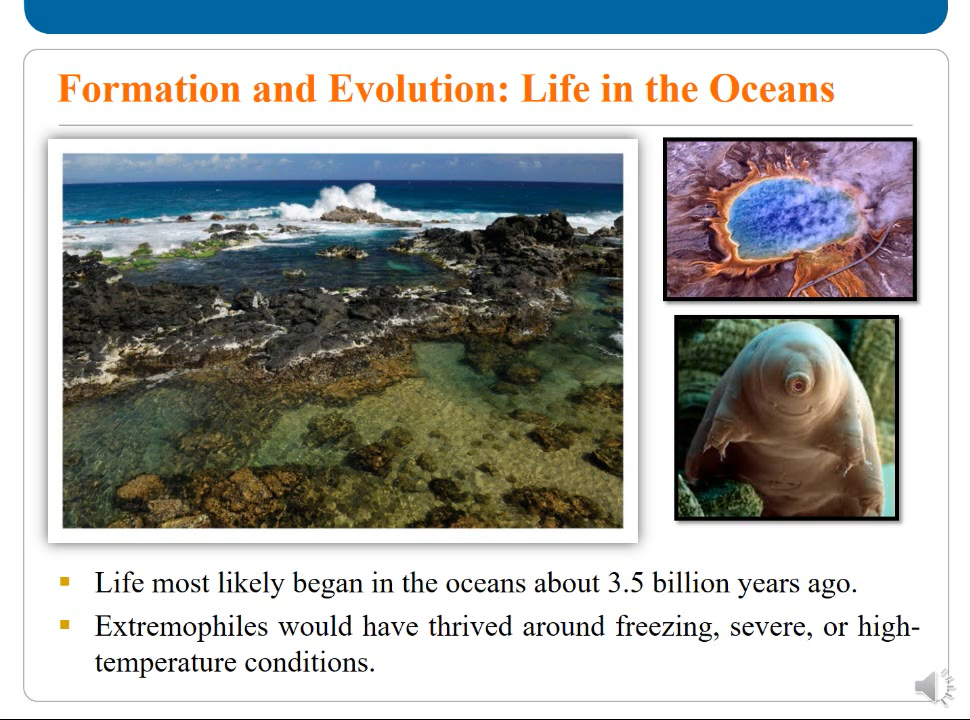 Formation and Evolution: Life in the Oceans
Life most likely began in the oceans about 3.5 billion years ago.
Extremophiles would have thrived around freezing, severe, or high-
temperature conditions.